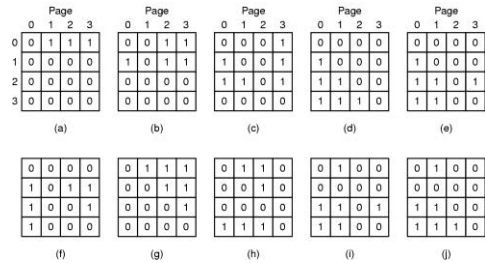 Page Page Page Page Page
0 1 2 3 0 1 2 3 0 1 2 3 0 1 2 3 0 1 2 3
0 0 1 1 1 0 0 1 1 0 0 0 1 0 0 0 0 0 0 0 0
1 0 0 0 0 1 0 1 1 1 0 0 1 1 0 0 0 1 0 0 0
2 0 0 0 0 0 0 0 0 1 1 0 1 1 1 0 0 1 1 0 1
3 0 0 0 0 0 0 0 0 0 0 0 0 1 1 1 0 1 1 0 0
(a) (b) (c) (d) (e)
0 0 0 0 0 1 1 1 0 1 1 0 0 1 0 0 0 1 0 0
1 0 1 1 0 0 1 1 0 0 1 0 0 0 0 0 0 0 0 0
1 0 0 1 0 0 0 1 0 0 0 0 1 1 0 1 1 1 0 0
1 0 0 0 0 0 0 0 1 1 1 0 1 1 0 0 1 1 1 0
(f) (g) (h) (i) (j)